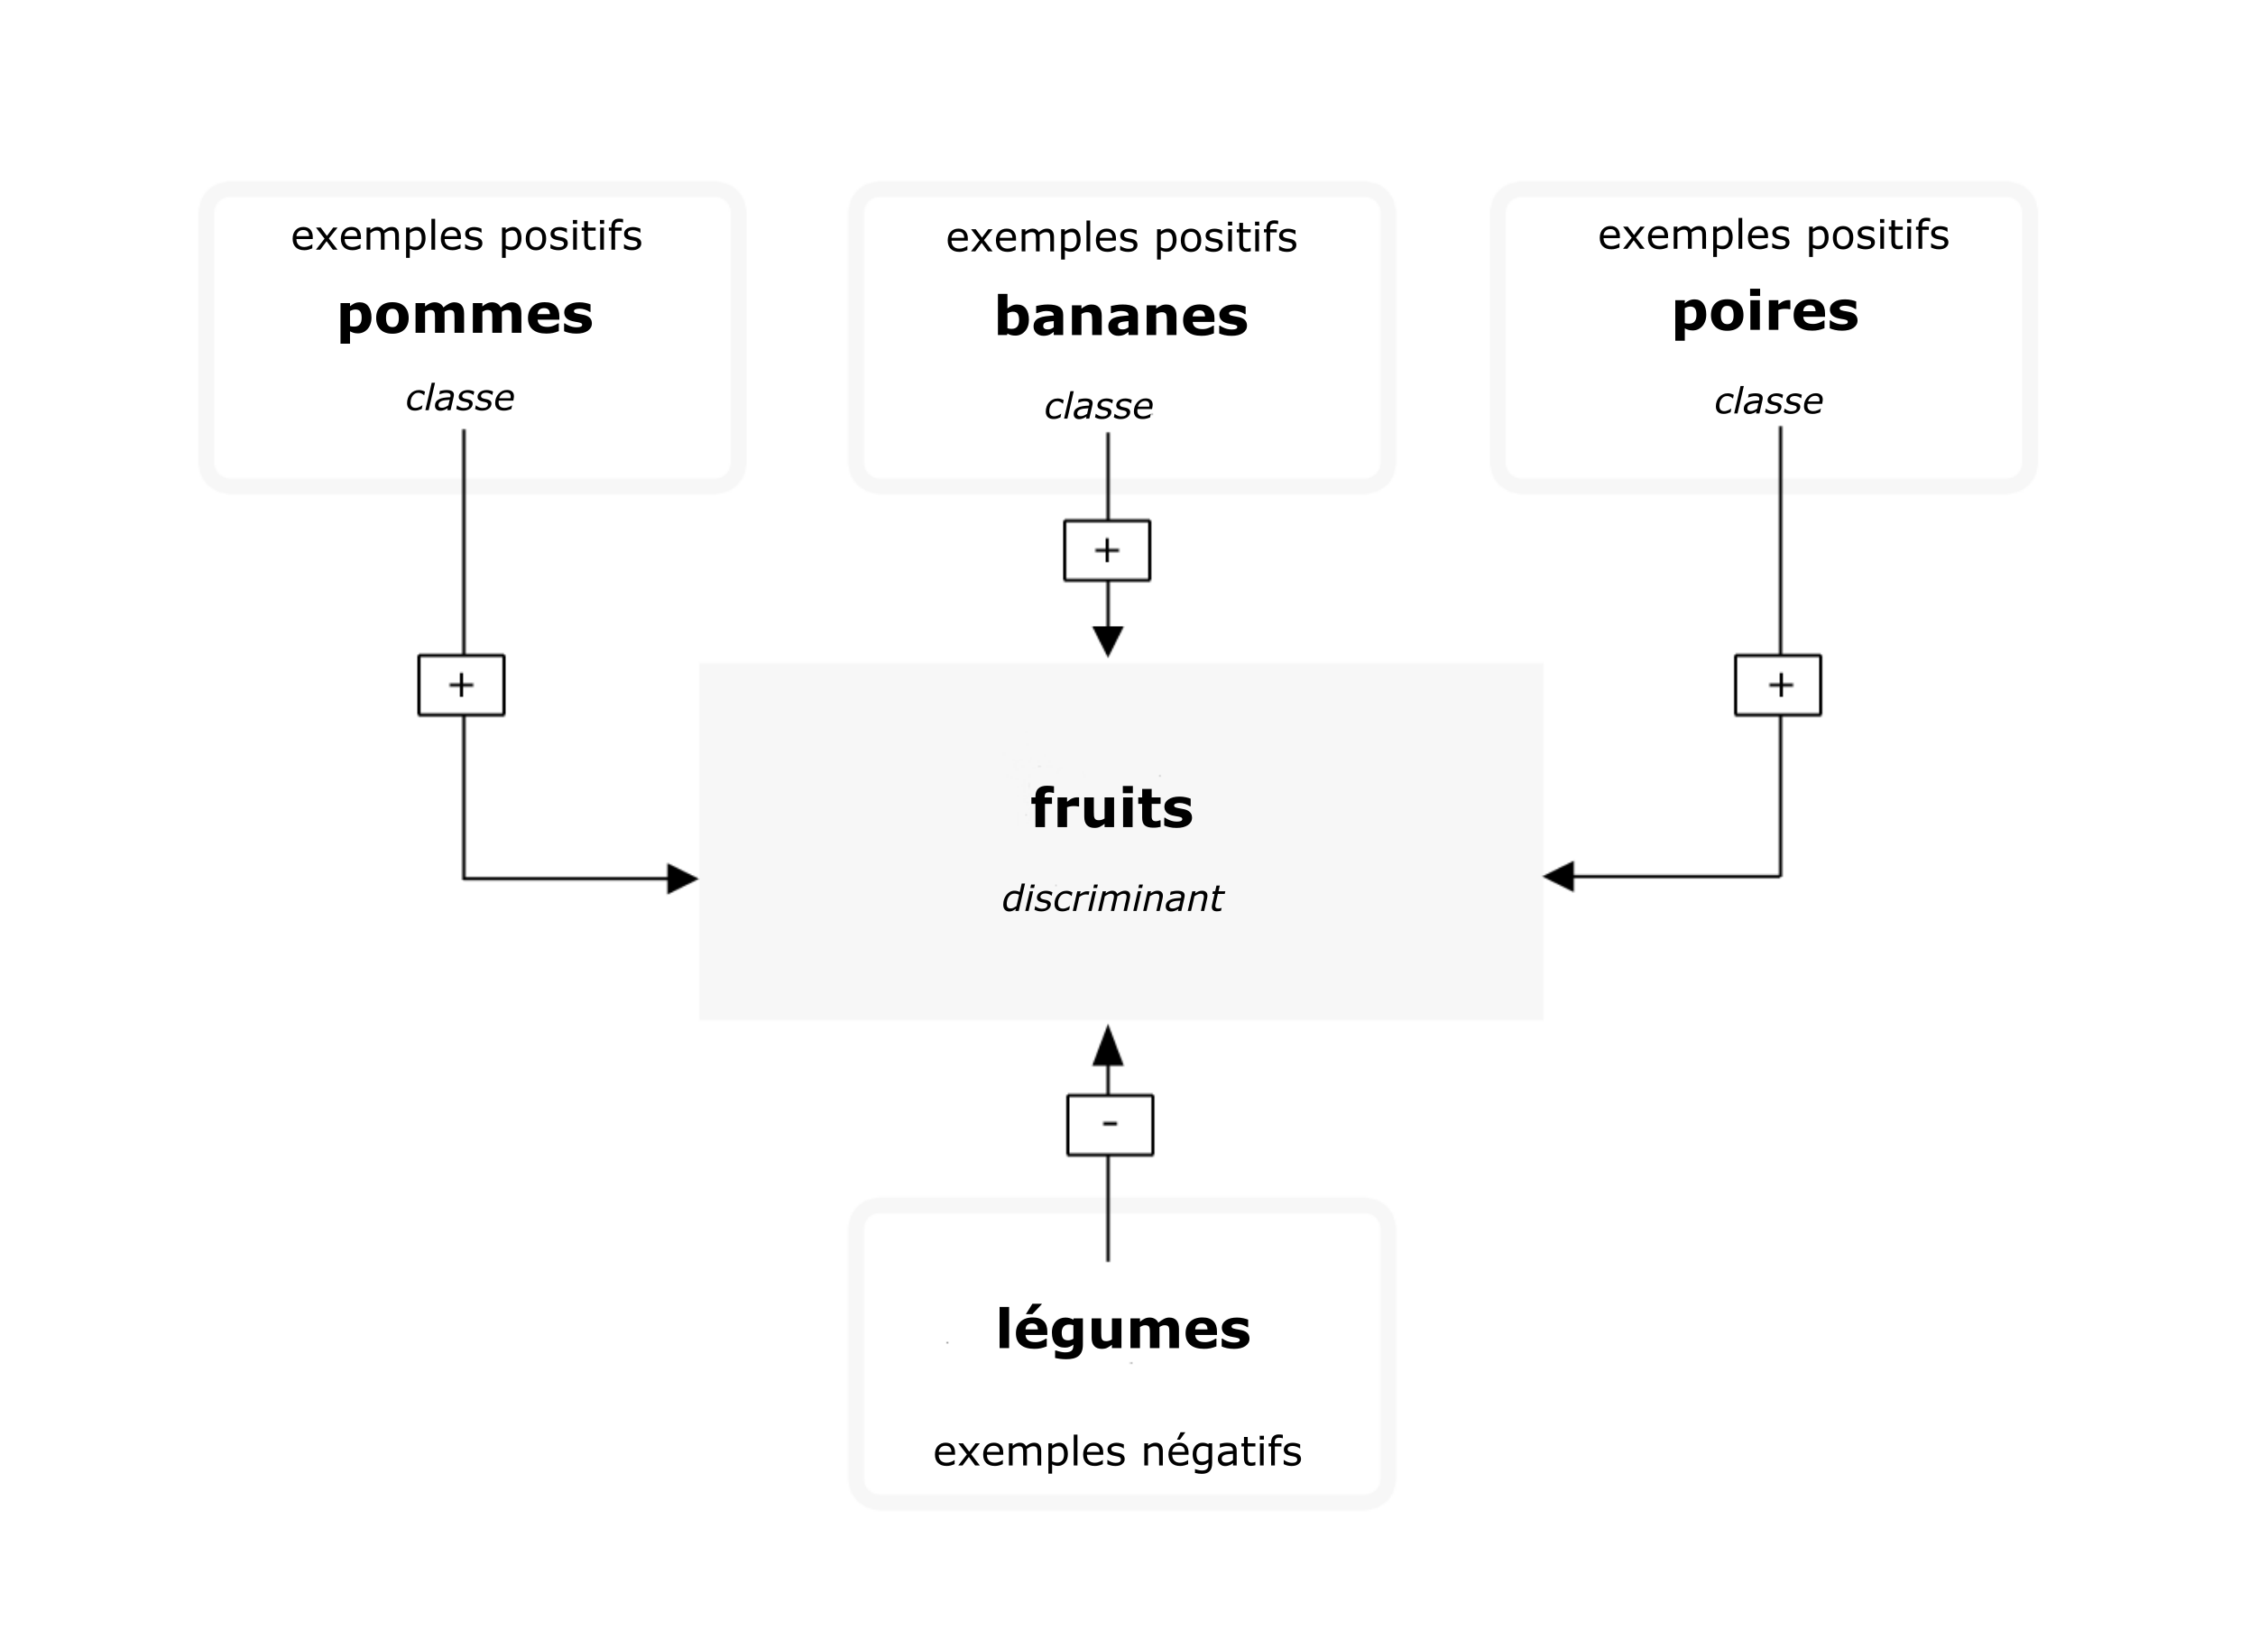 exemples positifs
pommes
classe
exemples positifs
bananes
classe
exemples positifs
poires
classe
+
+
+
fruits
discriminant
-
légumes
exemples négatifs